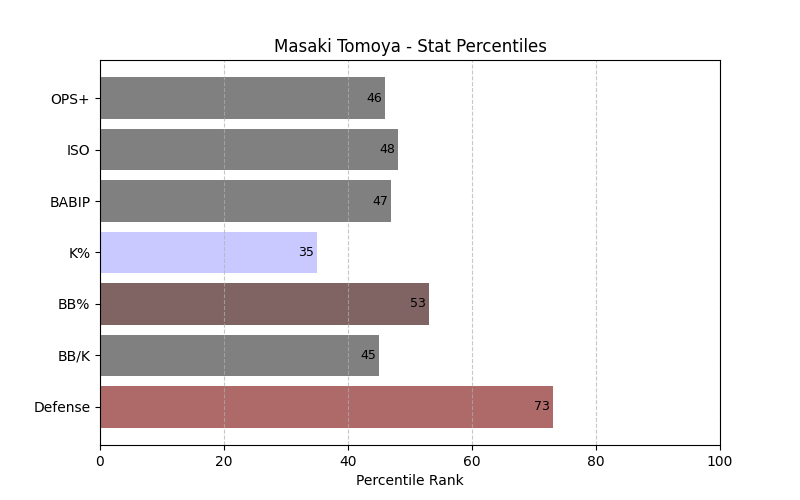 Masaki Tomoya - Stat Percentiles
OPS+ 46
ISO 48
BABIP 47
K% 35
BB% 53
BB/K 45
Defense 73
0 20 40 60 80 100
Percentile Rank